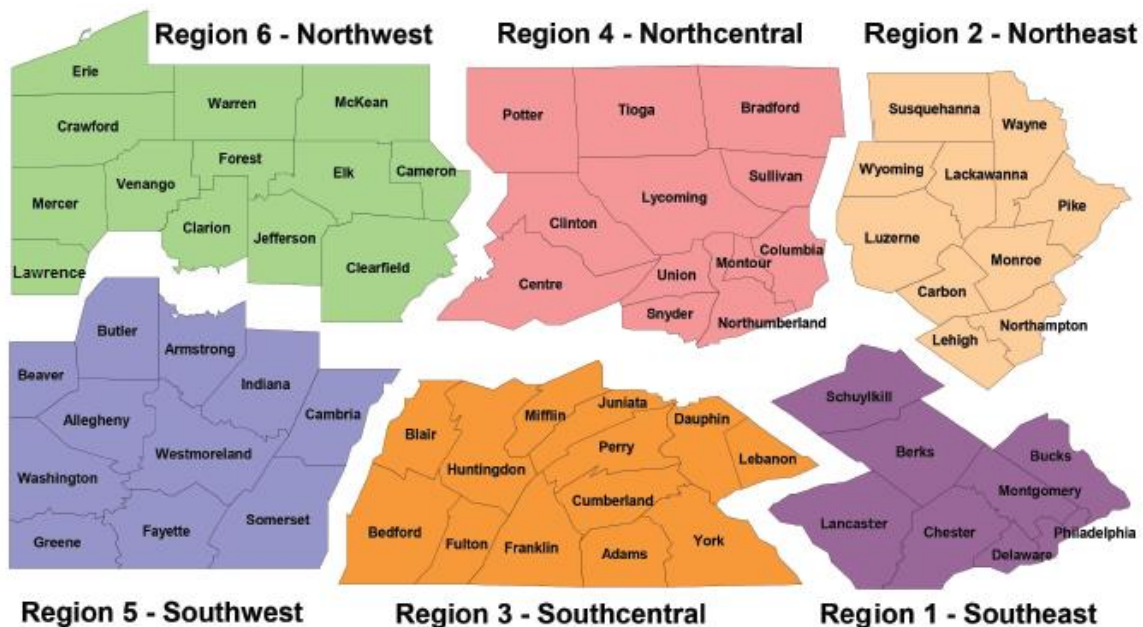 Region 6 - Northwest
Erie
Warren
McKean
Crawford
Forest
Venango
Elk
Cameron
Mercer
Clarion
Jefferson
Lawrence
Clearfield
Region 4 - Northcentral
Potter
Tioga
Bradford
Sullivan
Lycoming
Clinton
Columbia
Montour
Union
Centre
Snyder
Northumberland
Region 2 - Northeast
Susquehanna
Wayne
Wyoming
Lackawanna
Pike
Luzerne
Monroe
Carbon
Northampton
Lehigh
Butler
Armstrong
Beaver
Indiana
Allegheny
Cambria
Westmoreland
Washington
Somerset
Fayette
Greene
Region 5 - Southwest
Juniata
Mifflin
Dauphin
Blair
Perry
Lebanon
Huntingdon
Cumberland
Bedford
Fulton
Franklin
Adams
York
Region 3 - Southcentral
Schuylkill
Berks
Bucks
Montgomery
Lancaster
Chester
Philadelphia
Delaware
Region 1 - Southeast